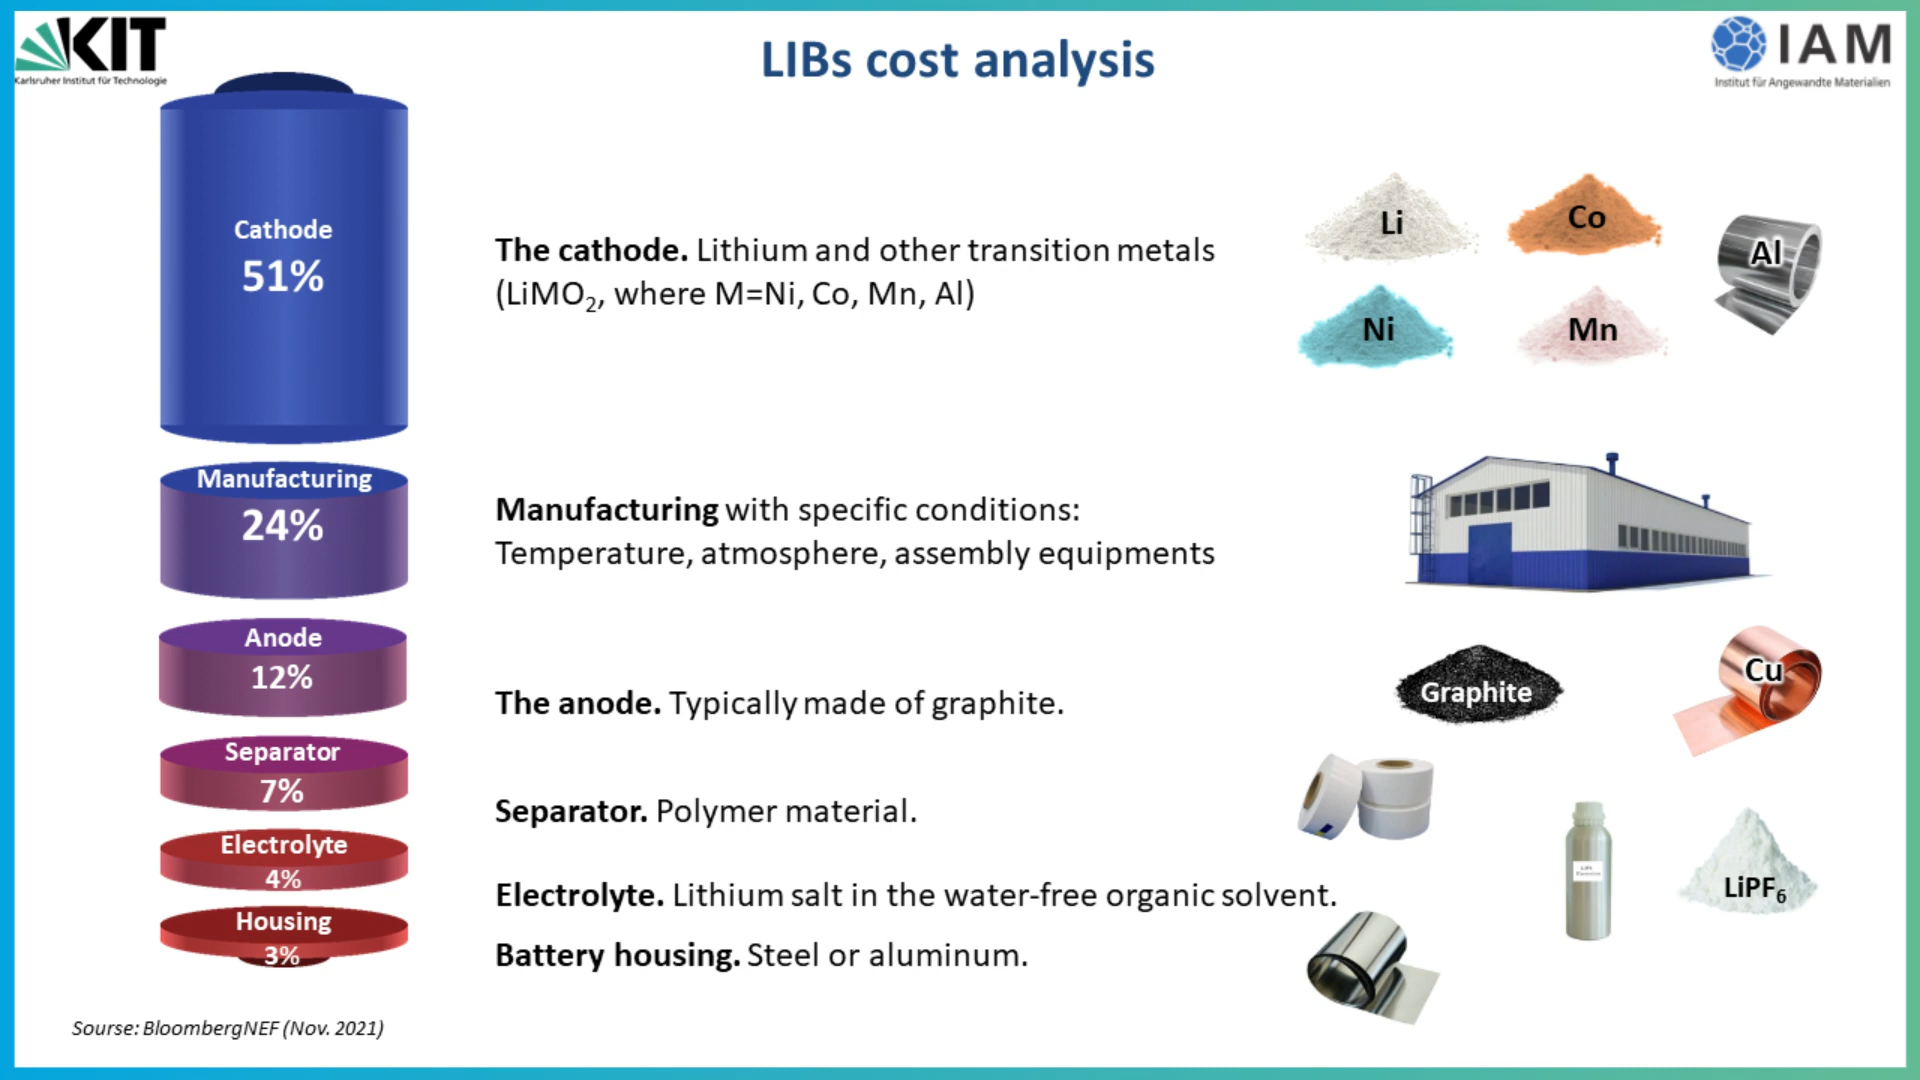 KIT
Karlsruher Institut für Technologie
LIBs cost analysis
IAM
Institut für Angewandte Materialien
Cathode
51%
The cathode. Lithium and other transition metals
(LiMO₂, where M=Ni, Co, Mn, Al)
Li
Co
Al
Ni
Mn
Manufacturing
24%
Manufacturing with specific conditions:
Temperature, atmosphere, assembly equipments
Anode
12%
The anode. Typically made of graphite.
Graphite
Cu
Separator
7%
Separator. Polymer material.
Electrolyte
4%
Electrolyte. Lithium salt in the water-free organic solvent.
LiPF₆
Housing
3%
Battery housing. Steel or aluminum.
Sourse: BloombergNEF (Nov. 2021)